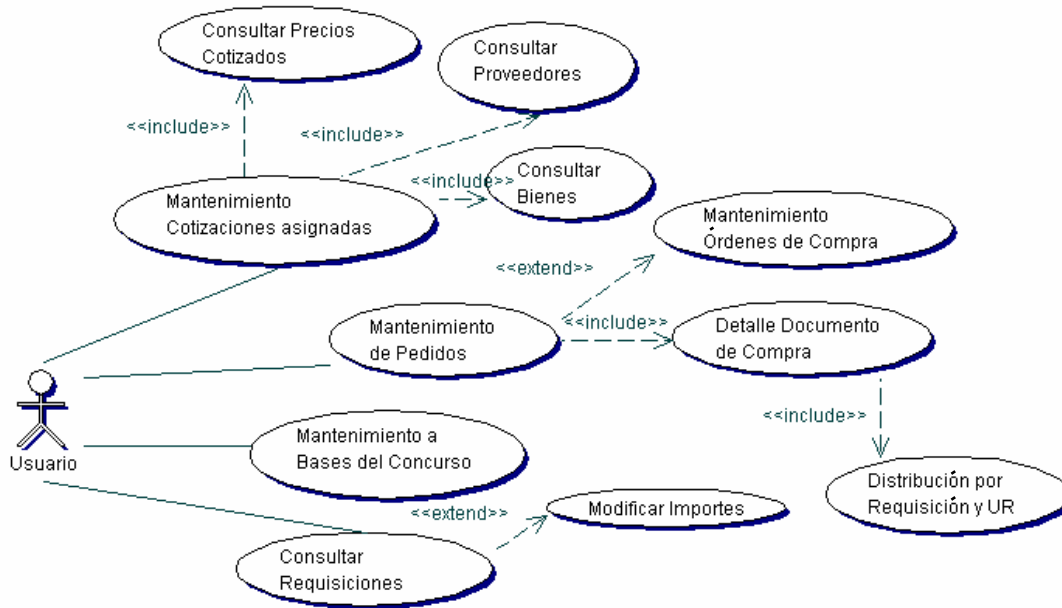 Consultar Precios
Cotizados
Consultar
Proveedores
<<include>>
<<include>>
<<include>>
Consultar
Bienes
Mantenimiento
Cotizaciones asignadas
Mantenimiento
Órdenes de Compra
<<extend>>
Mantenimiento
de Pedidos
<<include>>
Detalle Documento
de Compra
<<include>>
Usuario
Mantenimiento a
Bases del Concurso
Distribución por
Requisición y UR
<<extend>>
Modificar Importes
Consultar
Requisiciones